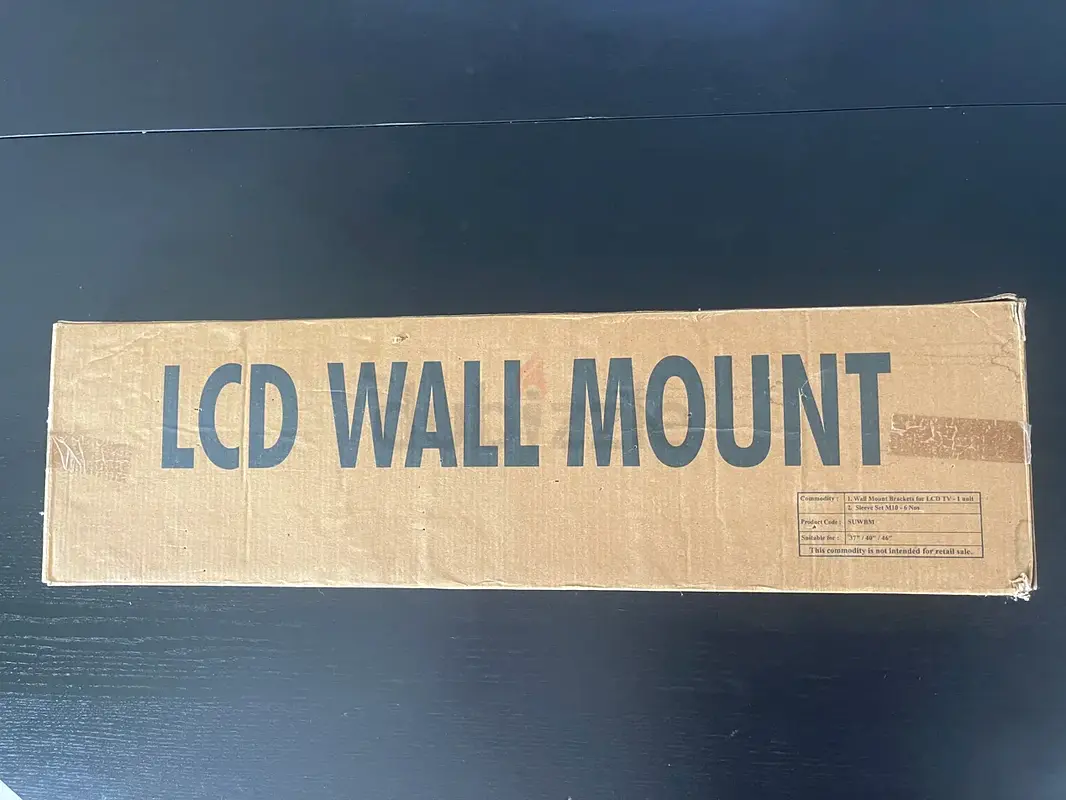 LCD WALL MOUNT
Commodity : 1. Wall Mount Brackets for LCD TV - 1 unit
2. Sleeve Set M10 - 6 Nos
Product Code : SUWBM
Suitable for : 37" / 40" / 46"
This commodity is not intended for retail sale.